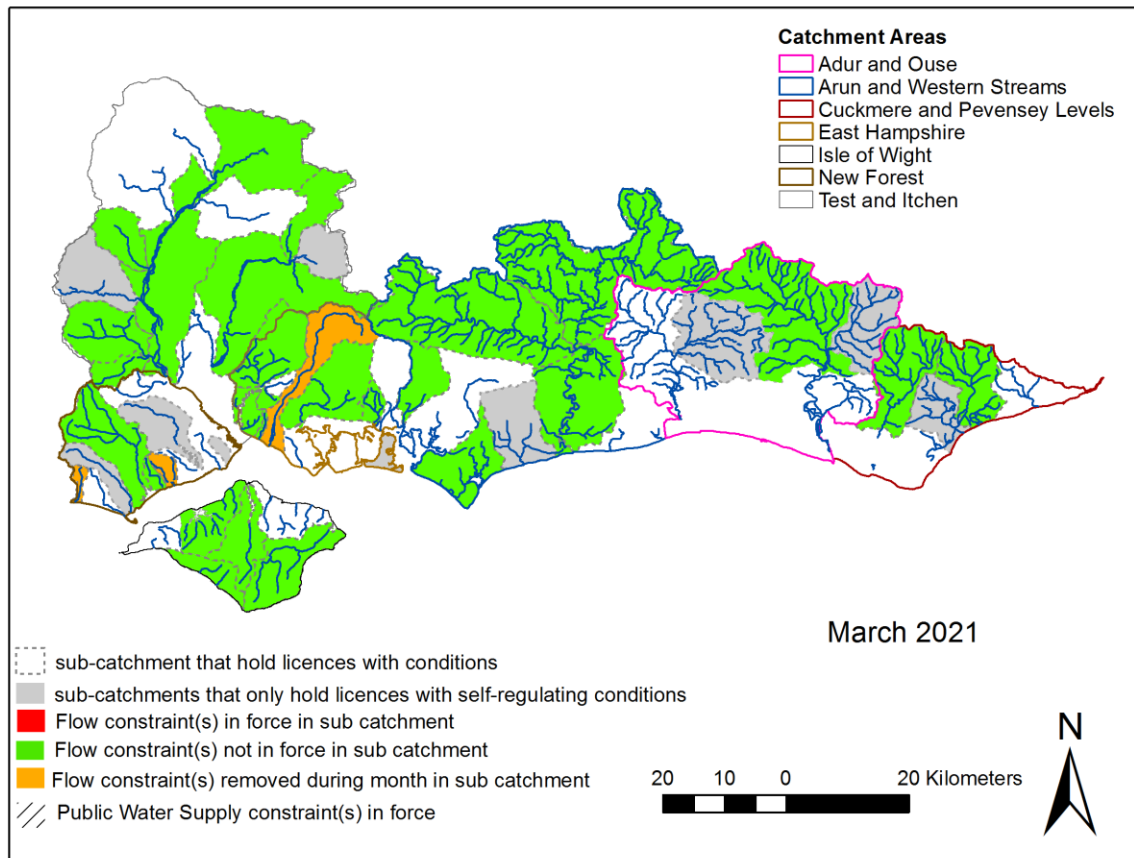 Catchment Areas
Adur and Ouse
Arun and Western Streams
Cuckmere and Pevensey Levels
East Hampshire
Isle of Wight
New Forest
Test and Itchen
March 2021
sub-catchment that hold licences with conditions
sub-catchments that only hold licences with self-regulating conditions
Flow constraint(s) in force in sub catchment
Flow constraint(s) not in force in sub catchment
Flow constraint(s) removed during month in sub catchment
Public Water Supply constraint(s) in force
20 10 0 20 Kilometers
N